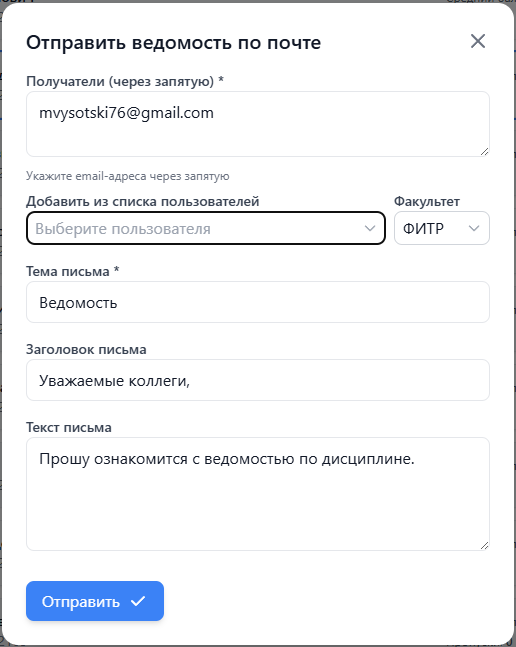 Отправить ведомость по почте
Получатели (через запятую) *
mvysotski76@gmail.com
Укажите email-адреса через запятую
Добавить из списка пользователей
Факультет
Выберите пользователя
ФИТР
Тема письма *
Ведомость
Заголовок письма
Уважаемые коллеги,
Текст письма
Прошу ознакомится с ведомостью по дисциплине.
Отправить